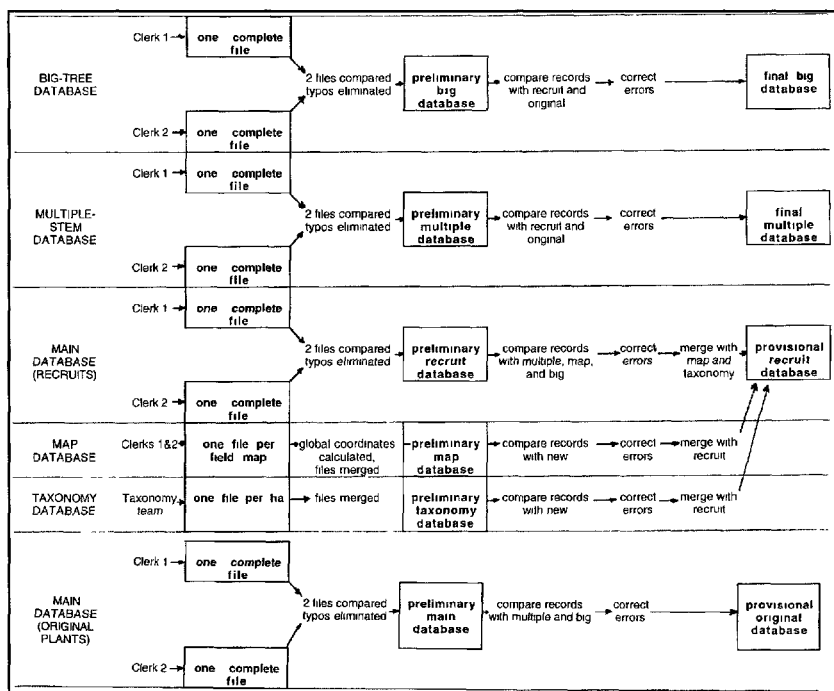 BIG-TREE
DATABASE
Clerk 1
one complete
file
Clerk 2
one complete
file
2 files compared
typos eliminated
preliminary
big
database
compare records
with recruit and
original
correct
errors
final big
database
MULTIPLE-
STEM
DATABASE
Clerk 1
one complete
file
Clerk 2
one complete
file
2 files compared
typos eliminated
preliminary
multiple
database
compare records
with recruit and
original
correct
errors
final
multiple
database
MAIN
DATABASE
(RECRUITS)
Clerk 1
one complete
file
Clerk 2
one complete
file
2 files compared
typos eliminated
preliminary
recruit
database
compare records
with multiple, map,
and big
correct
errors
merge with
map and
taxonomy
provisional
recruit
database
MAP
DATABASE
Clerks 1&2
one file per
field map
global coordinates
calculated,
files merged
preliminary
map
database
compare records
with new
correct
errors
merge with
recruit
TAXONOMY
DATABASE
Taxonomy
team
one file per ha
files merged
preliminary
taxonomy
database
compare records
with new
correct
errors
merge with
recruit
MAIN
DATABASE
(ORIGINAL
PLANTS)
Clerk 1
one complete
file
Clerk 2
one complete
file
2 files compared
typos eliminated
preliminary
main
database
compare records
with multiple and big
correct
errors
provisional
original
database